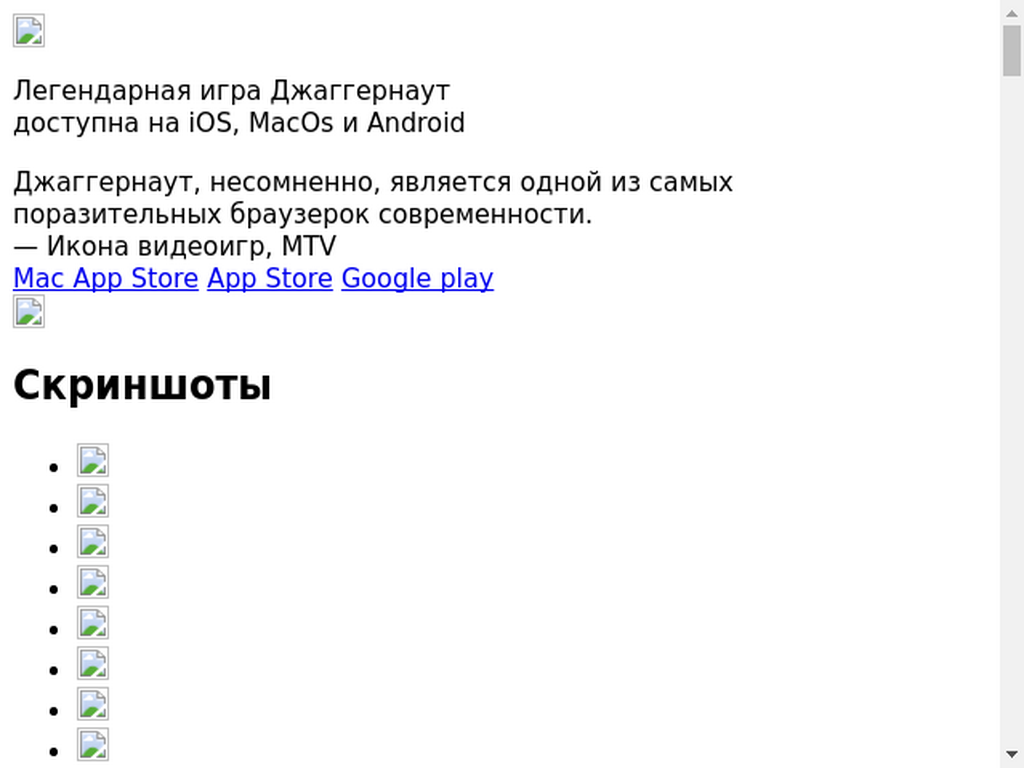 Легендарная игра Джаггернаут
доступна на iOS, MacOs и Android
Джаггернаут, несомненно, является одной из самых
поразительных браузерок современности.
— Икона видеоигр, MTV
Mac App Store App Store Google play
Скриншоты